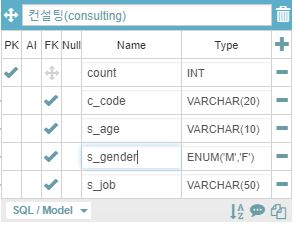 컨설팅(consulting)
PK AI FK Null Name Type
count INT
c_code VARCHAR(20)
s_age VARCHAR(10)
s_gender ENUM('M','F')
s_job VARCHAR(50)
SQL / Model